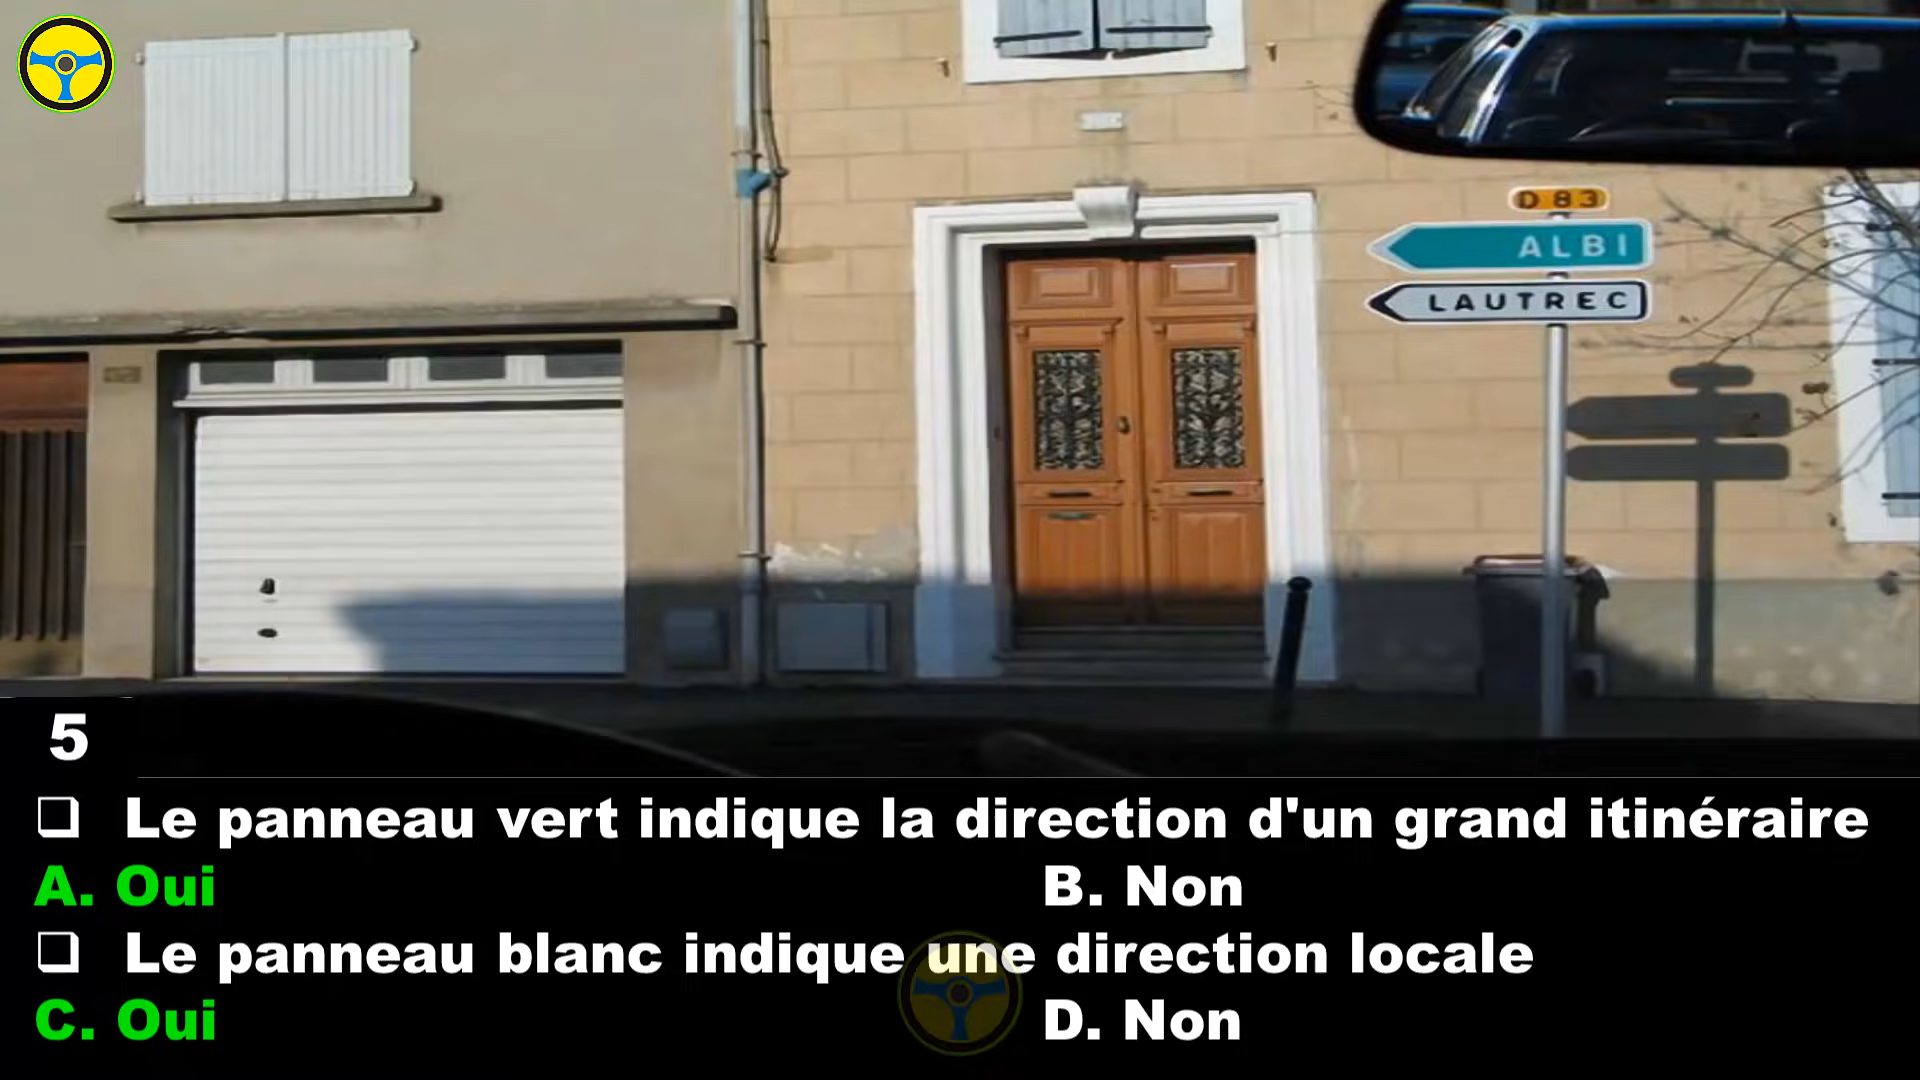 D 83
ALBI
LAUTREC
5
❑ Le panneau vert indique la direction d'un grand itinéraire
A. Oui B. Non
❑ Le panneau blanc indique une direction locale
C. Oui D. Non